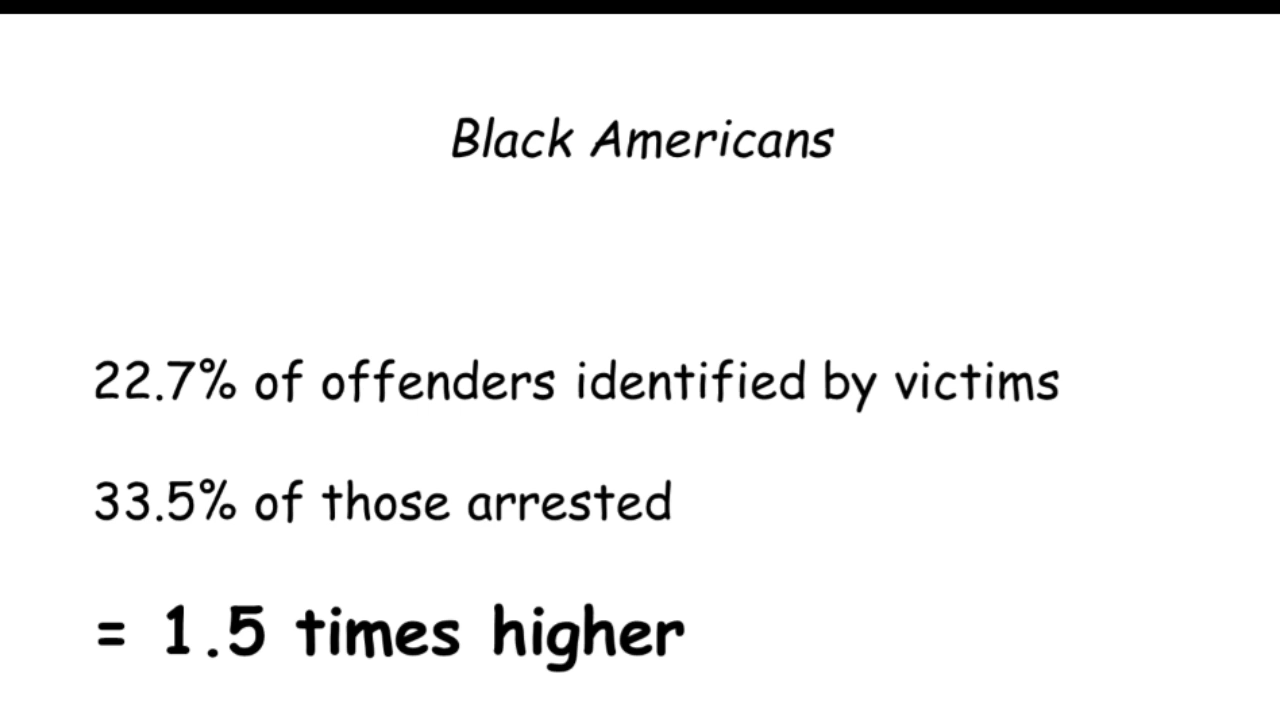 Black Americans
22.7% of offenders identified by victims
33.5% of those arrested
= 1.5 times higher